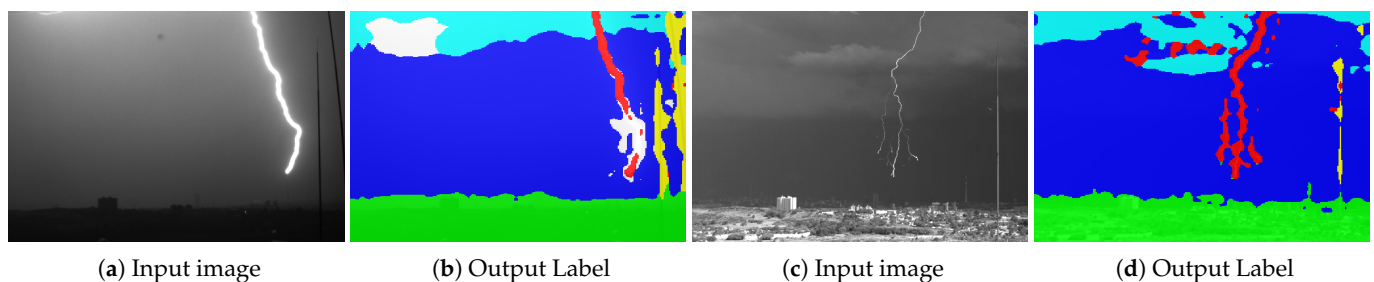 (a) Input image
(b) Output Label
(c) Input image
(d) Output Label